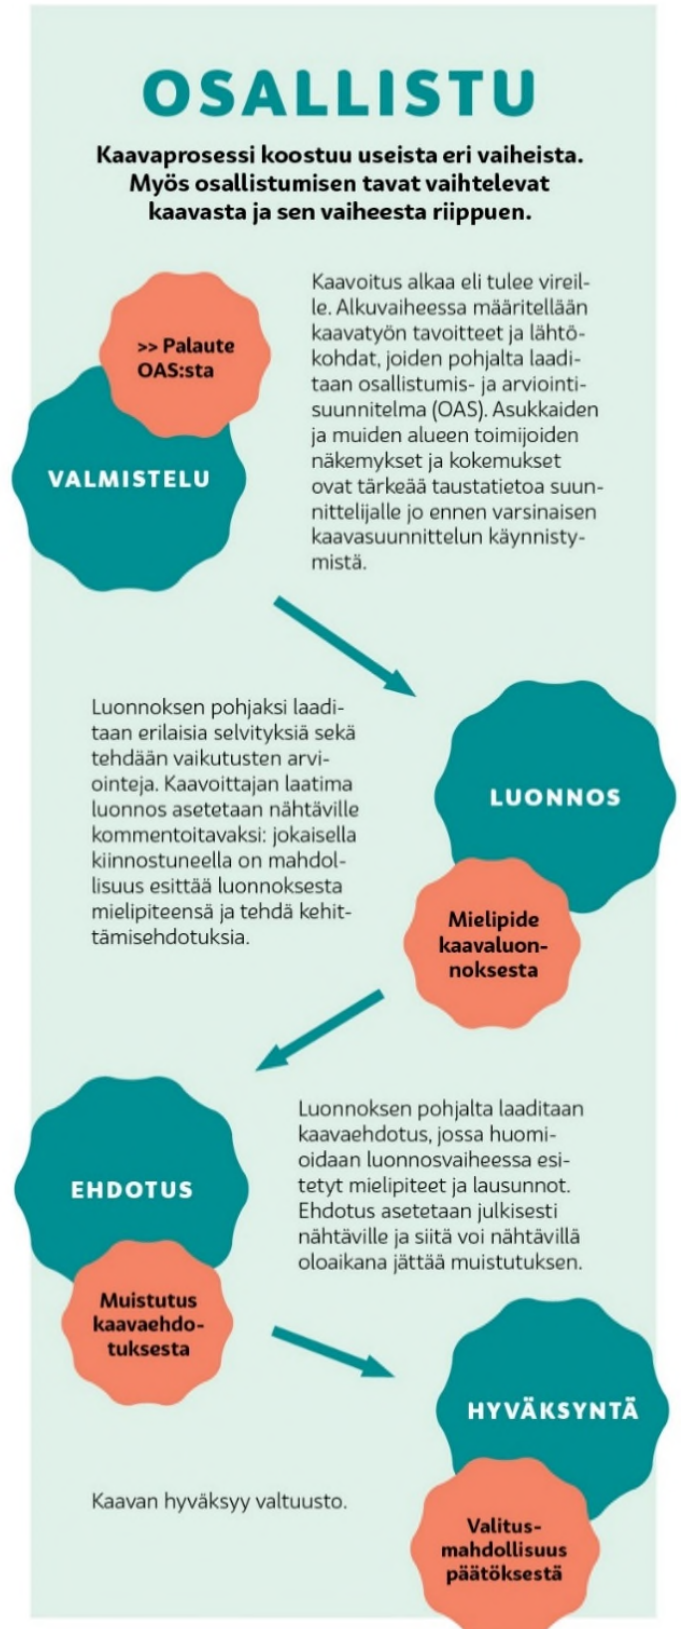 OSALLISTU
Kaavaprosessi koostuu useista eri vaiheista.
Myös osallistumisen tavat vaihtelevat
kaavasta ja sen vaiheesta riippuen.
>> Palaute
OAS:sta
VALMISTELU
Kaavoitus alkaa eli tulee vireil-
le. Alkuvaiheessa määritellään
kaavatyön tavoitteet ja lähtö-
kohdat, joiden pohjalta laadi-
taan osallistumis- ja arviointi-
suunnitelma (OAS). Asukkaiden
ja muiden alueen toimijoiden
näkemykset ja kokemukset
ovat tärkeää taustatietoa suun-
nittelijalle jo ennen varsinaisen
kaavasuunnittelun käynnisty-
mistä.
Luonnoksen pohjaksi laadi-
taan erilaisia selvityksiä sekä
tehdään vaikutusten arvi-
ointeja. Kaavoittajan laatima
luonnos asetetaan nähtäville
kommentoitavaksi: jokaisella
kiinnostuneella on mahdol-
lisuus esittää luonnoksesta
mielipiteensä ja tehdä kehit-
tämisehdotuksia.
LUONNOS
Mielipide
kaavaluon-
noksesta
EHDOTUS
Muistutus
kaavaehdo-
tuksesta
Luonnoksen pohjalta laaditaan
kaavaehdotus, jossa huomi-
oidaan luonnosvaiheessa esi-
tetyt mielipiteet ja lausunnot.
Ehdotus asetetaan julkisesti
nähtäville ja siitä voi nähtävillä
oloaikana jättää muistutuksen.
HYVÄKSYNTÄ
Kaavan hyväksyy valtuusto.
Valitus-
mahdollisuus
päätöksestä